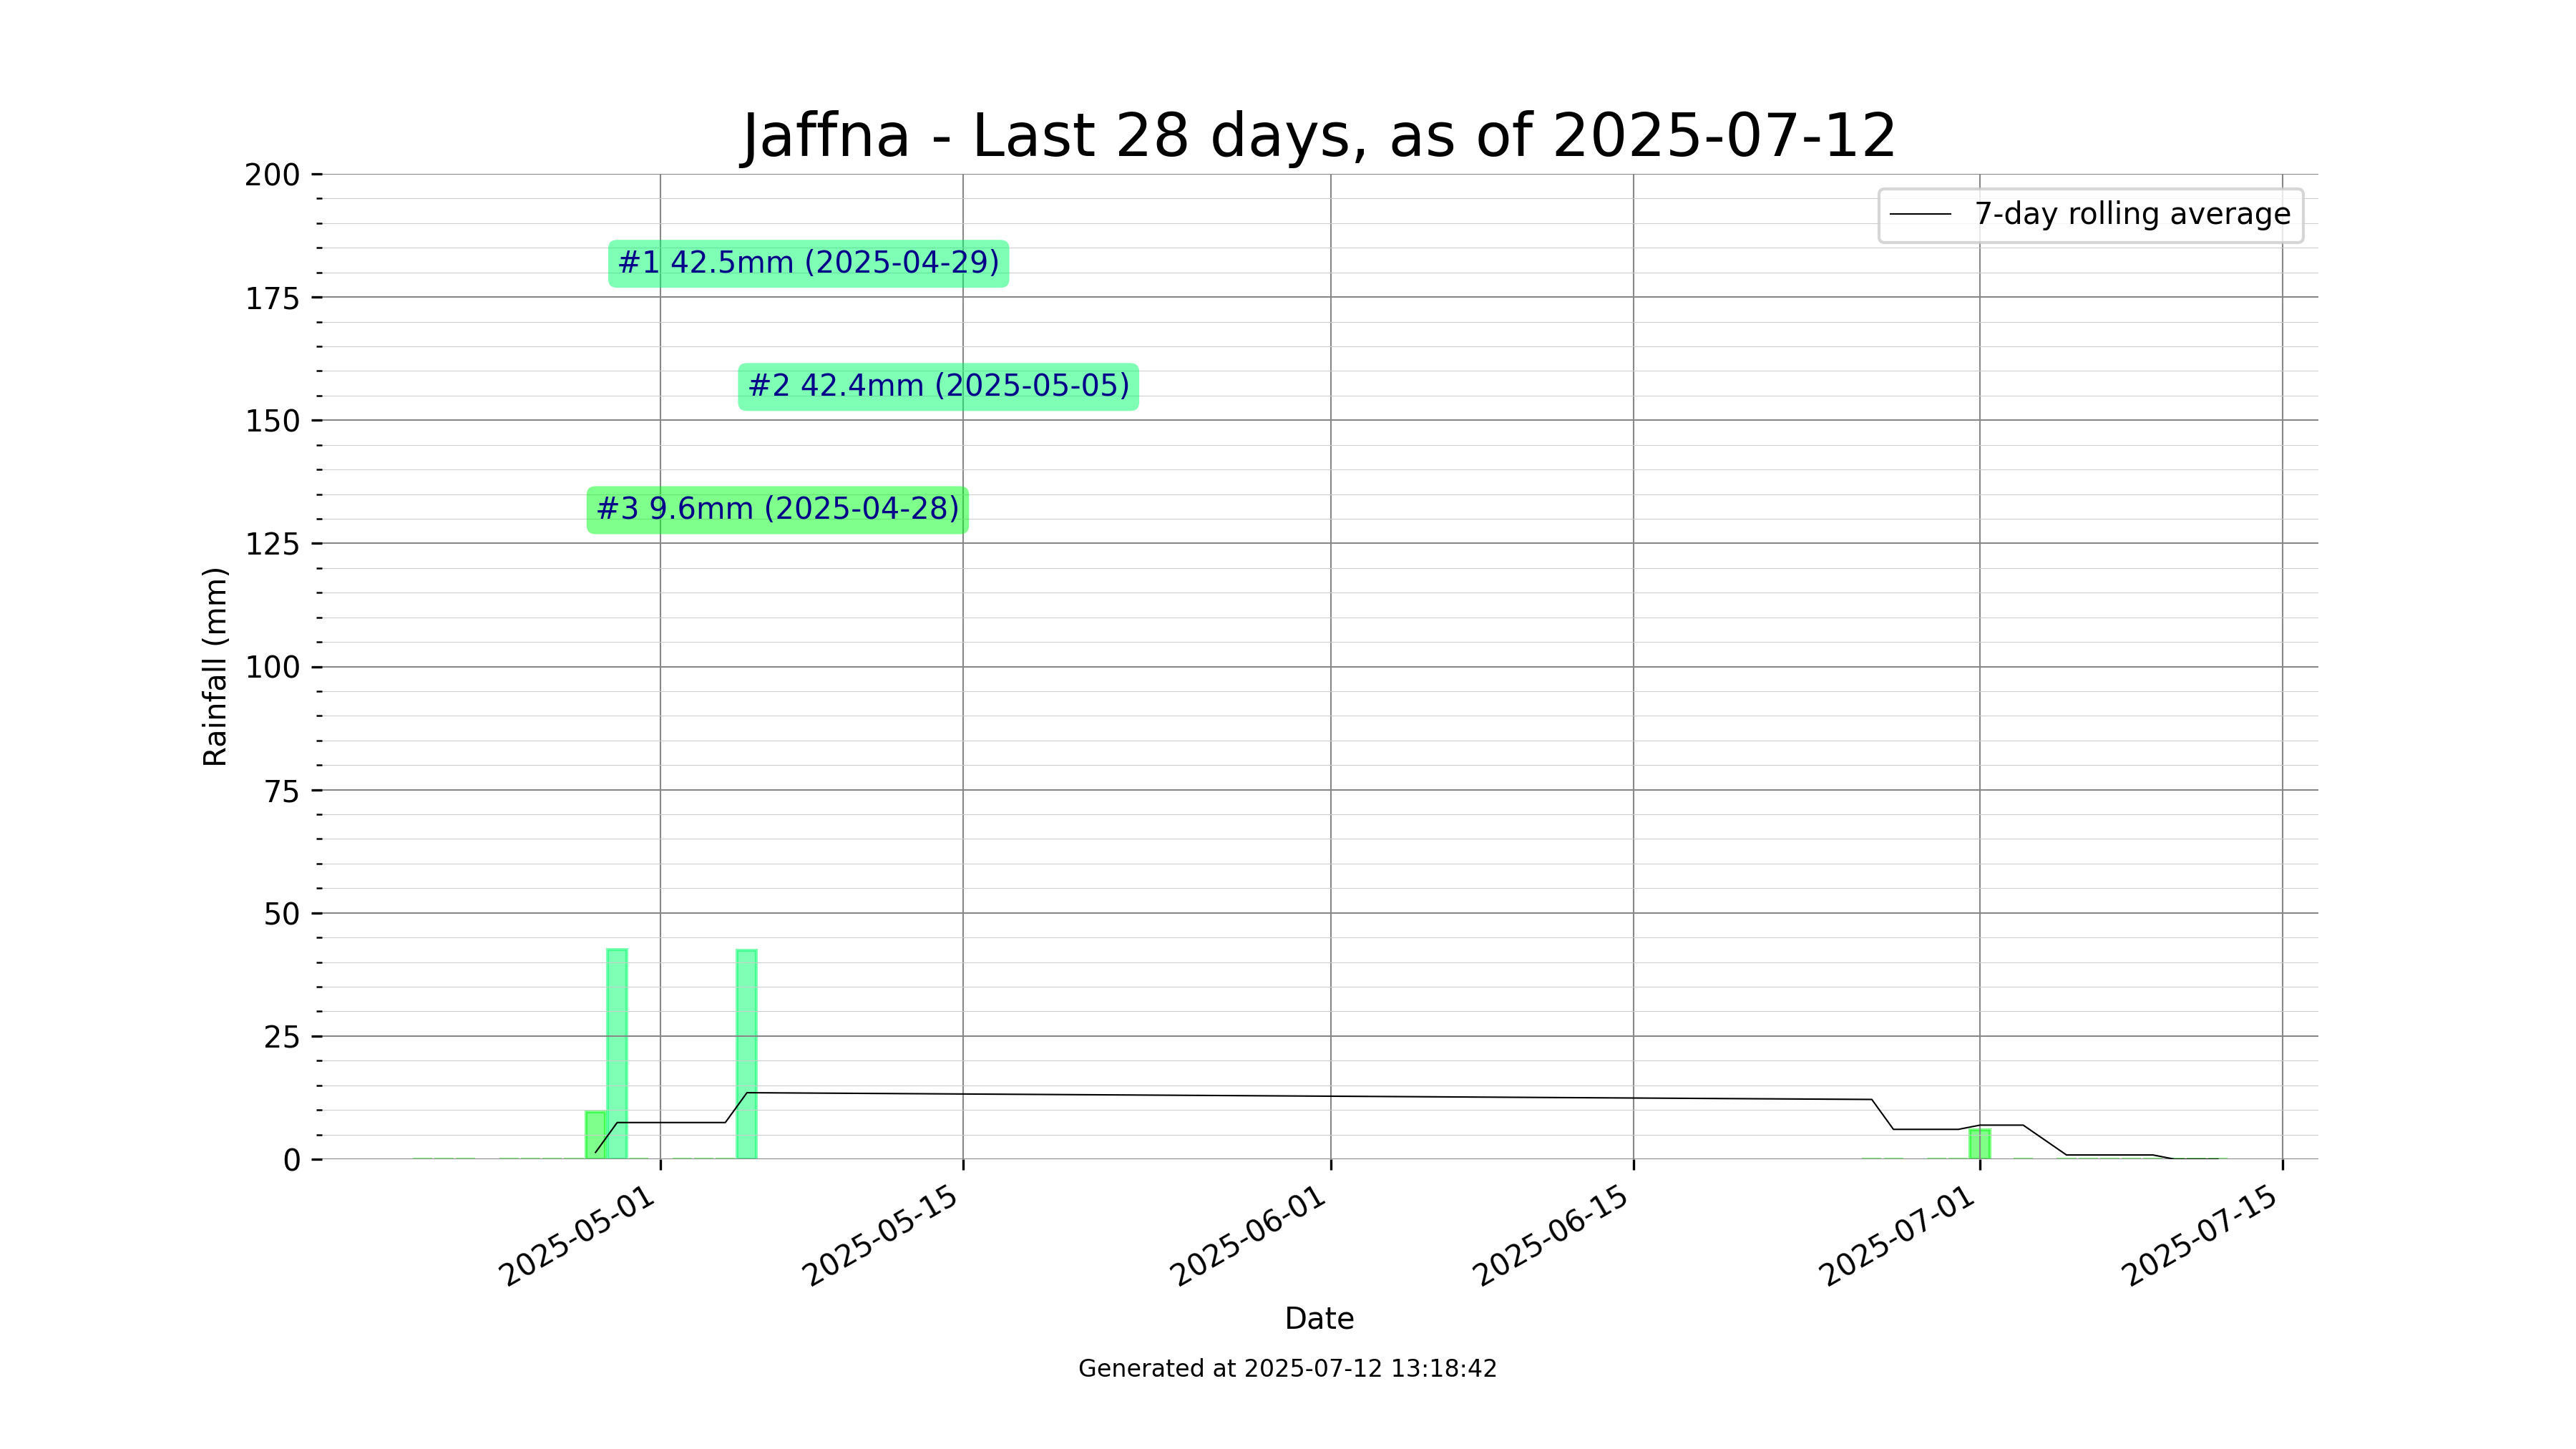 Jaffna - Last 28 days, as of 2025-07-12
7-day rolling average
#1 42.5mm (2025-04-29)
#2 42.4mm (2025-05-05)
#3 9.6mm (2025-04-28)
Rainfall (mm)
200
175
150
125
100
75
50
25
0
2025-05-01
2025-05-15
2025-06-01
2025-06-15
2025-07-01
2025-07-15
Date
Generated at 2025-07-12 13:18:42